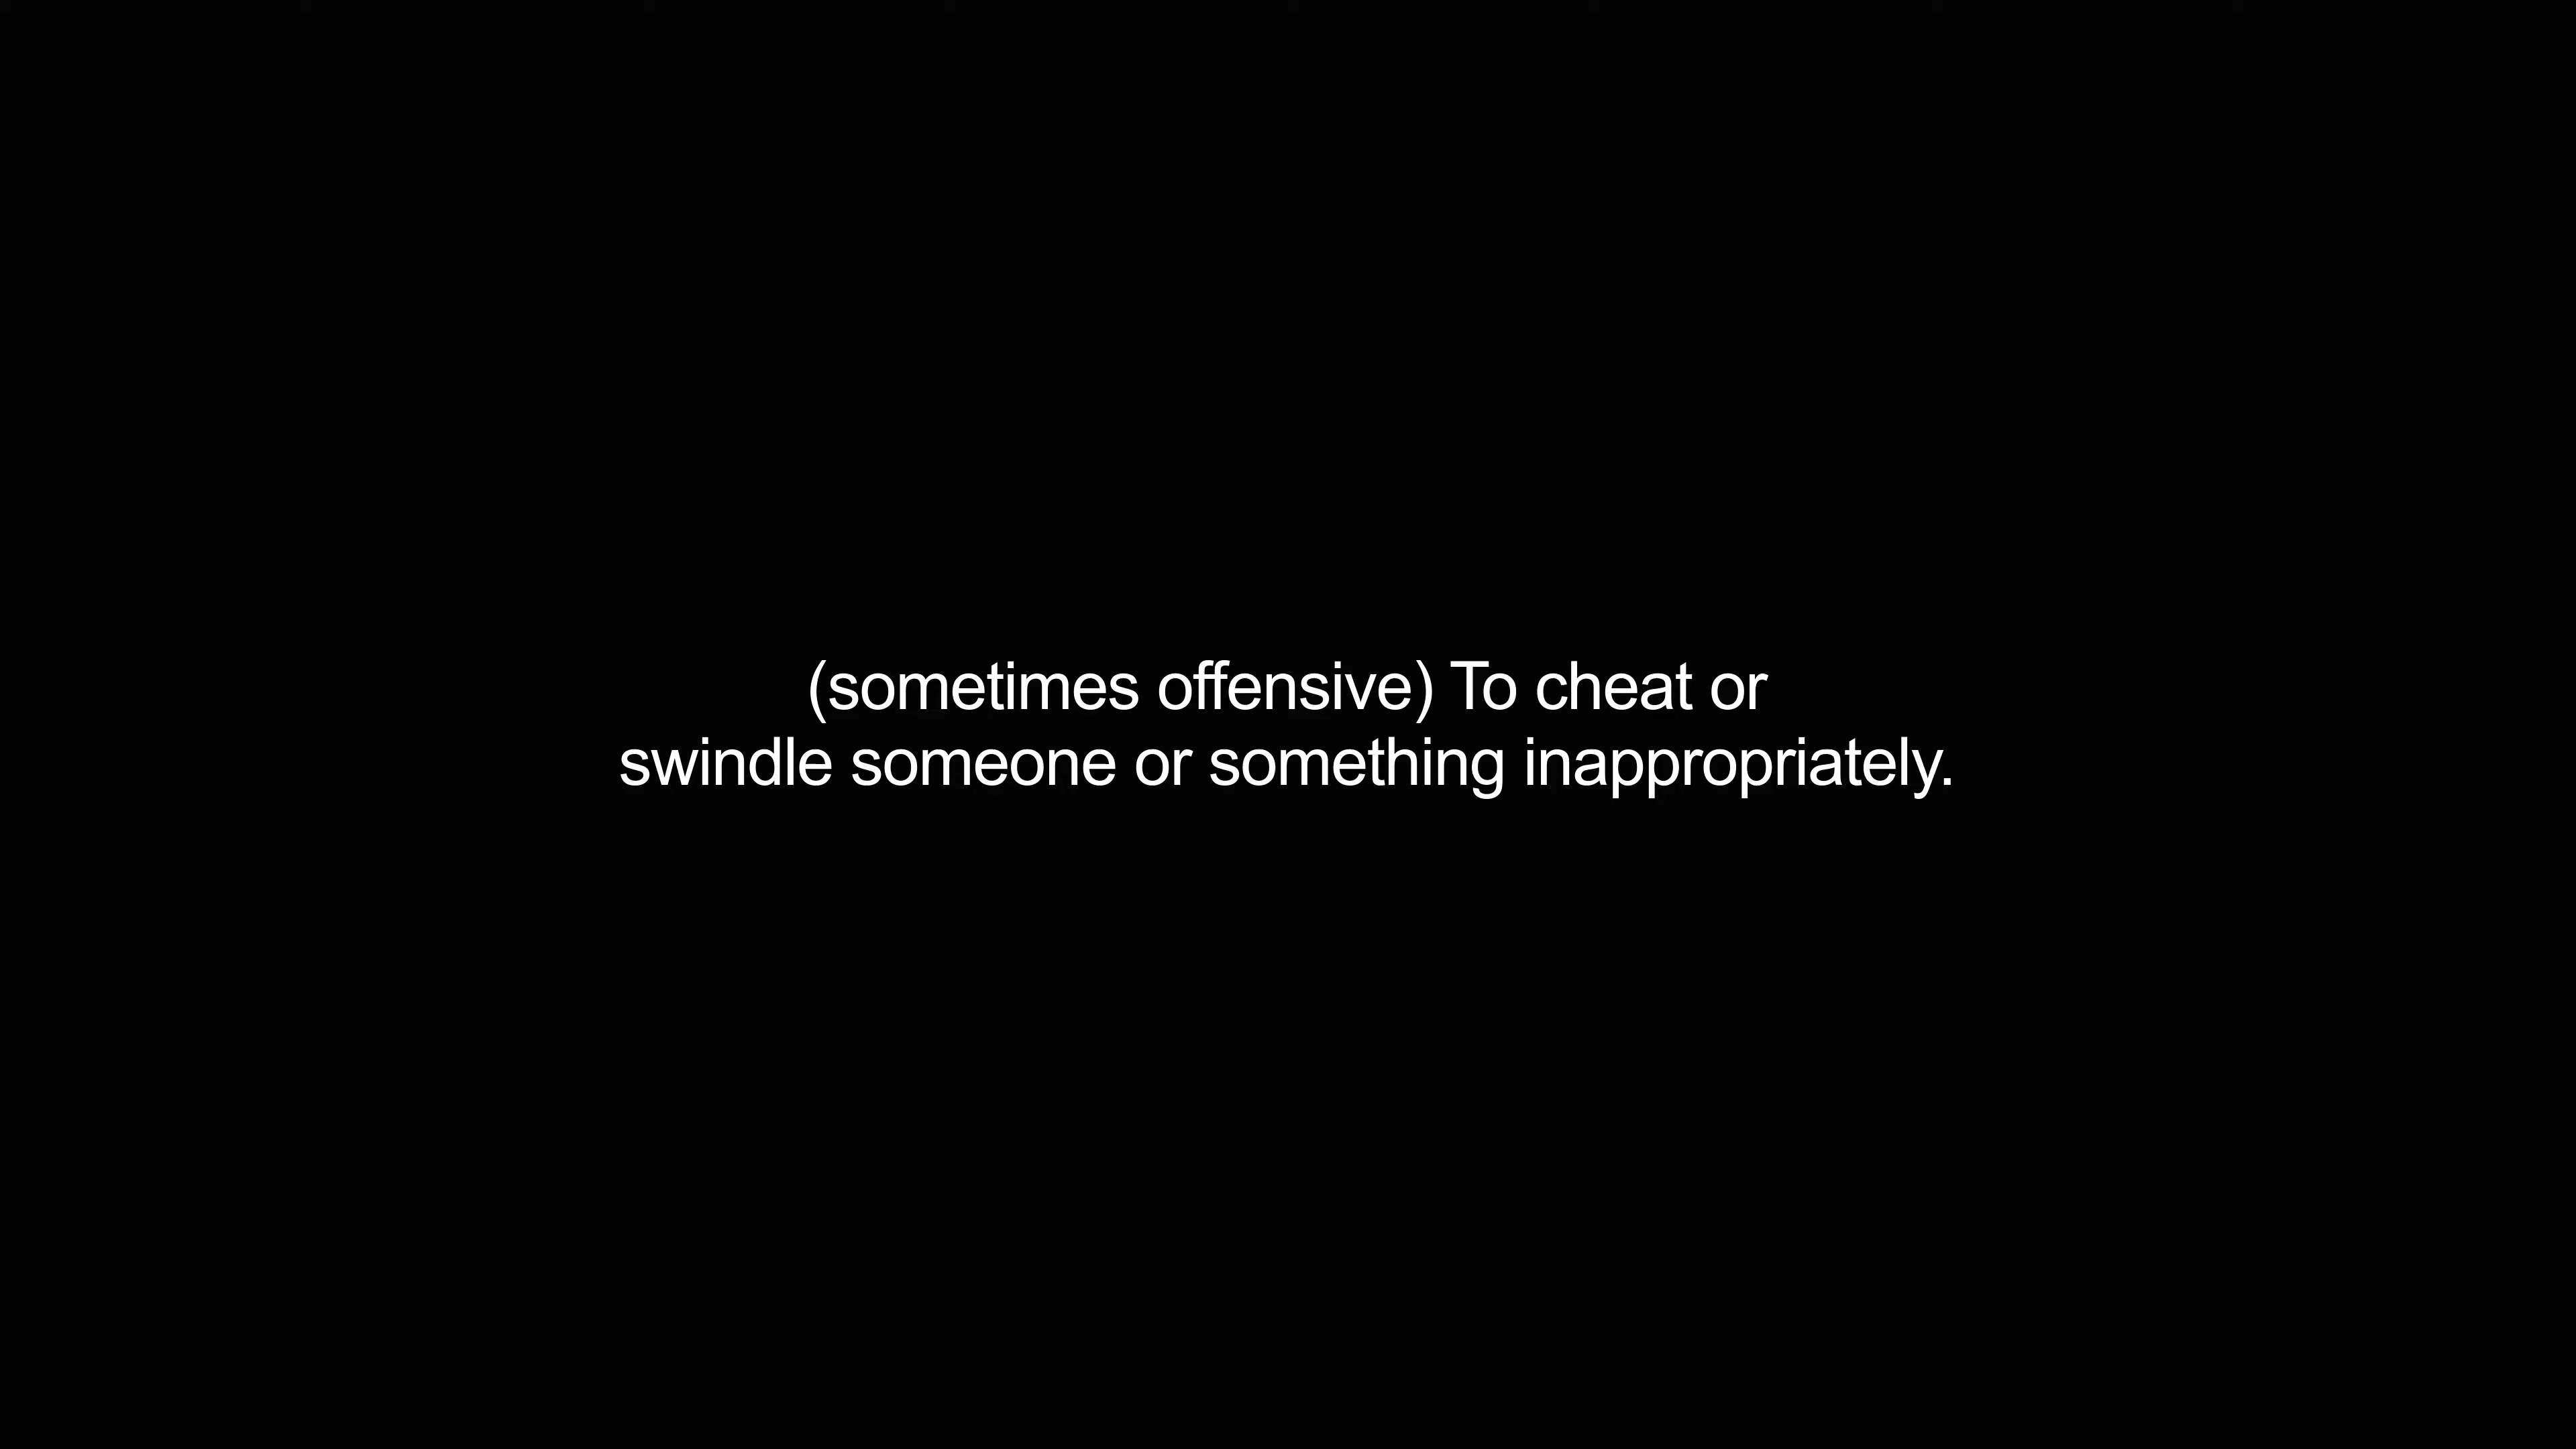 (sometimes offensive) To cheat or
swindle someone or something inappropriately.